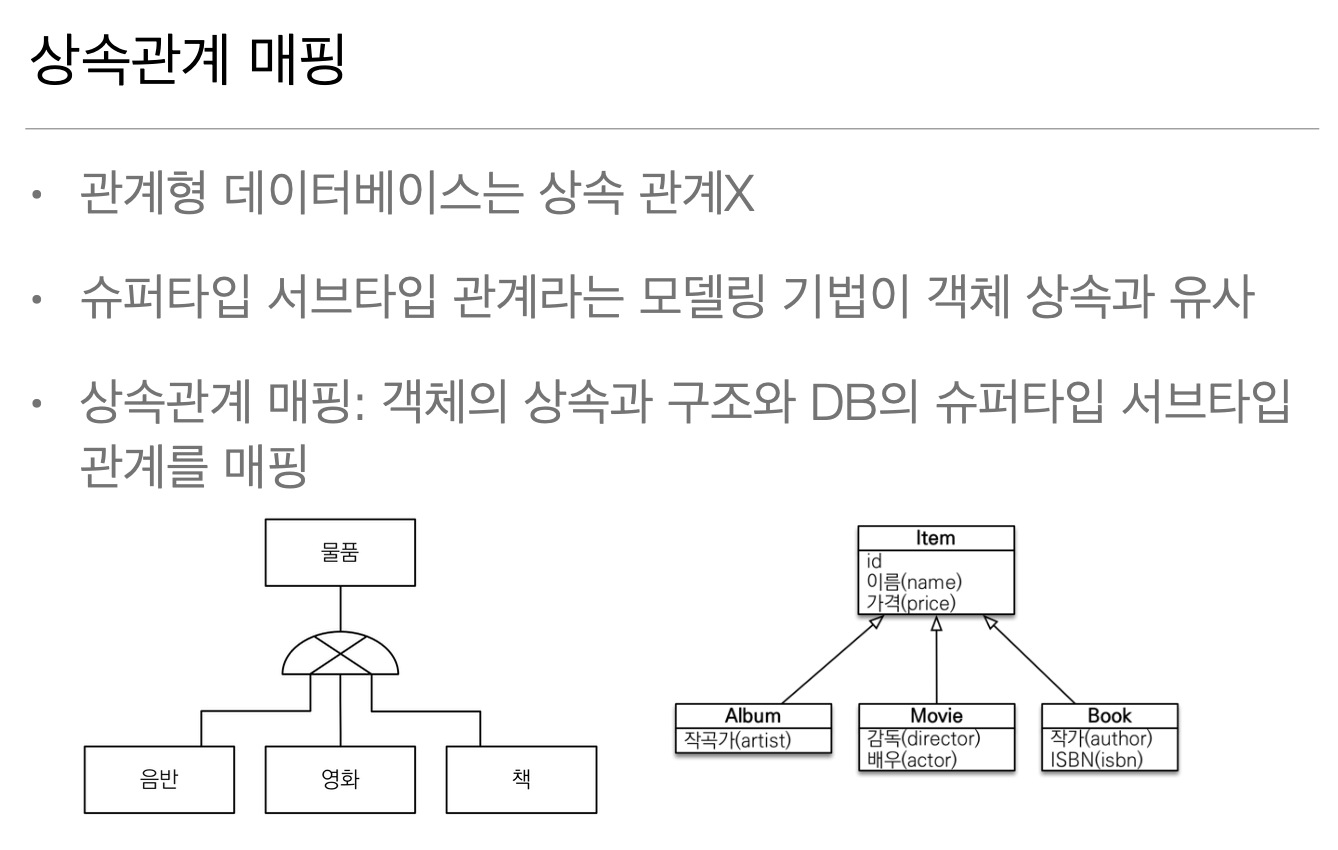 상속관계 매핑
• 관계형 데이터베이스는 상속 관계X
• 슈퍼타입 서브타입 관계라는 모델링 기법이 객체 상속과 유사
• 상속관계 매핑: 객체의 상속과 구조와 DB의 슈퍼타입 서브타입
관계를 매핑
물품
음반
영화
책
Item
id
이름(name)
가격(price)
Album
작곡가(artist)
Movie
감독(director)
배우(actor)
Book
작가(author)
ISBN(isbn)